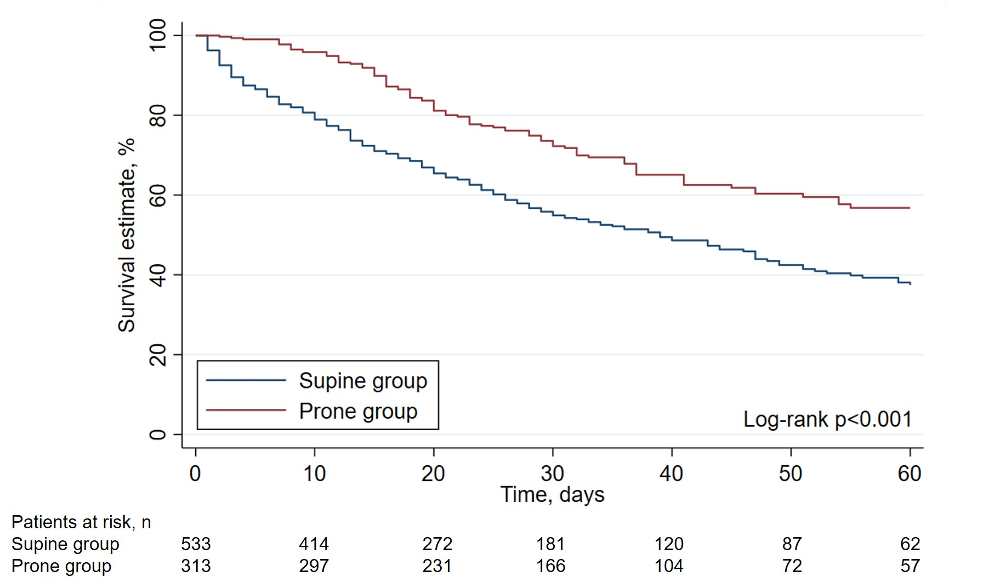 Survival estimate, %
100
80
60
40
20
0
Supine group
Prone group
Log-rank p<0.001
0 10 20 30 40 50 60
Time, days
Patients at risk, n
Supine group 533 414 272 181 120 87 62
Prone group 313 297 231 166 104 72 57